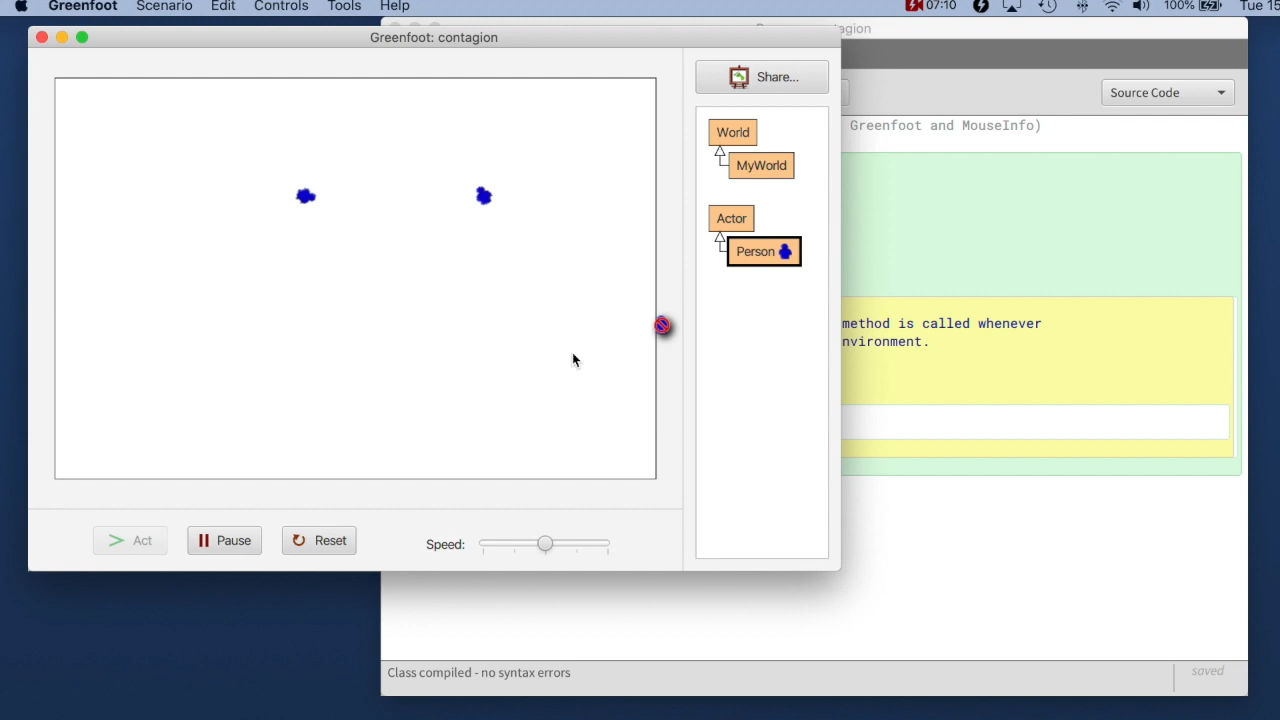 Greenfoot Scenario Edit Controls Tools Help 07:10 100% Tue 15
Greenfoot: contagion
Share...
World
MyWorld
Actor
Person
Act Pause Reset Speed:
agion
Source Code
Greenfoot and MouseInfo)
method is called whenever
nvironment.
Class compiled - no syntax errors saved